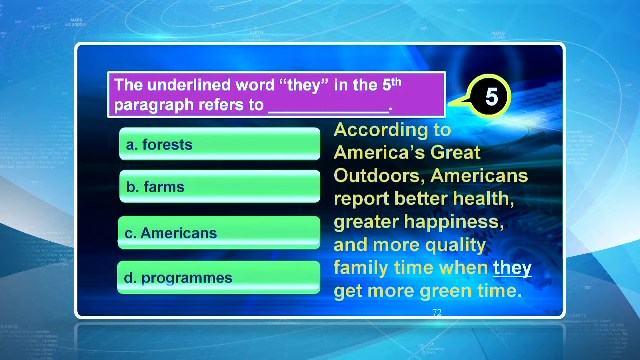 The underlined word “they” in the 5th
paragraph refers to _____________.
5
a. forests
b. farms
c. Americans
d. programmes
According to
America’s Great
Outdoors, Americans
report better health,
greater happiness,
and more quality
family time when they
get more green time.
72